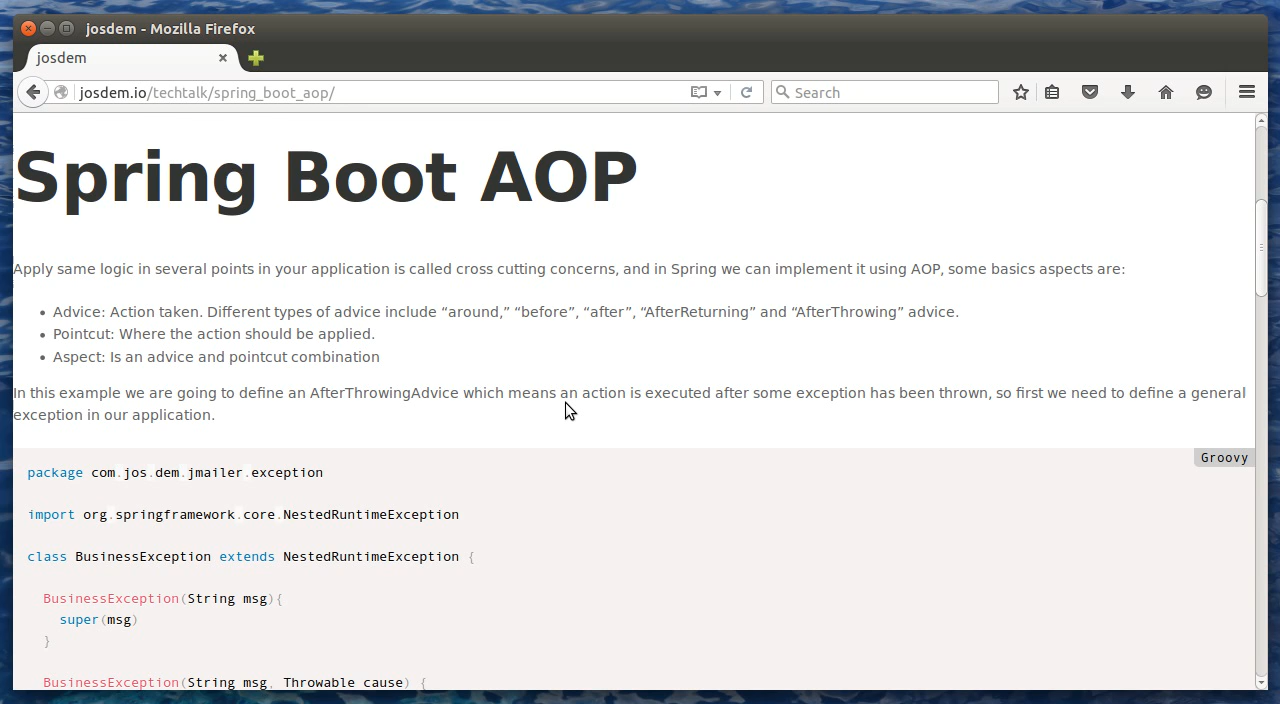 josdem - Mozilla Firefox
josdem
josdem.io/techtalk/spring_boot_aop/
Search
Spring Boot AOP
Apply same logic in several points in your application is called cross cutting concerns, and in Spring we can implement it using AOP, some basics aspects are:
• Advice: Action taken. Different types of advice include “around,” “before”, “after”, “AfterReturning” and “AfterThrowing” advice.
• Pointcut: Where the action should be applied.
• Aspect: Is an advice and pointcut combination
In this example we are going to define an AfterThrowingAdvice which means an action is executed after some exception has been thrown, so first we need to define a general
exception in our application.
Groovy
package com.jos.dem.jmailer.exception
import org.springframework.core.NestedRuntimeException
class BusinessException extends NestedRuntimeException {
BusinessException(String msg){
super(msg)
}
BusinessException(String msg, Throwable cause) {